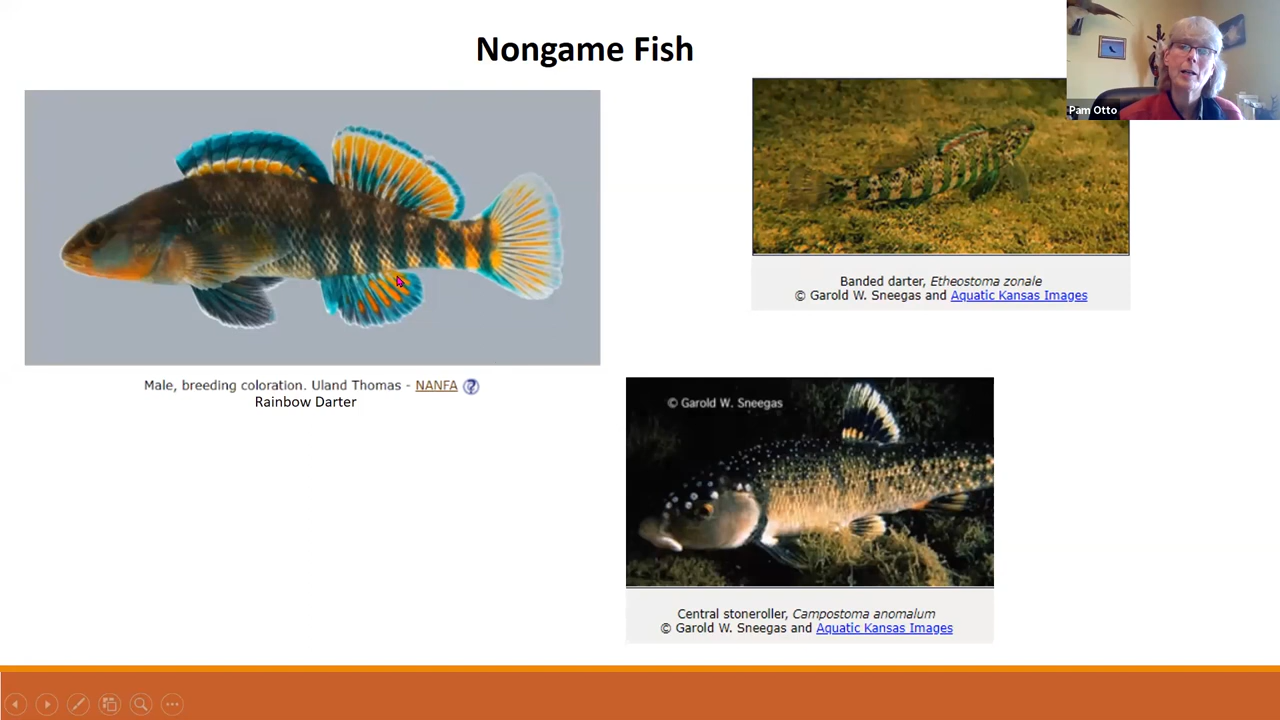 Nongame Fish
Pam Otto
Male, breeding coloration. Uland Thomas - NANFA ?
Rainbow Darter
Banded darter, Etheostoma zonale
© Garold W. Sneegas and Aquatic Kansas Images
© Garold W. Sneegas
Central stoneroller, Campostoma anomalum
© Garold W. Sneegas and Aquatic Kansas Images